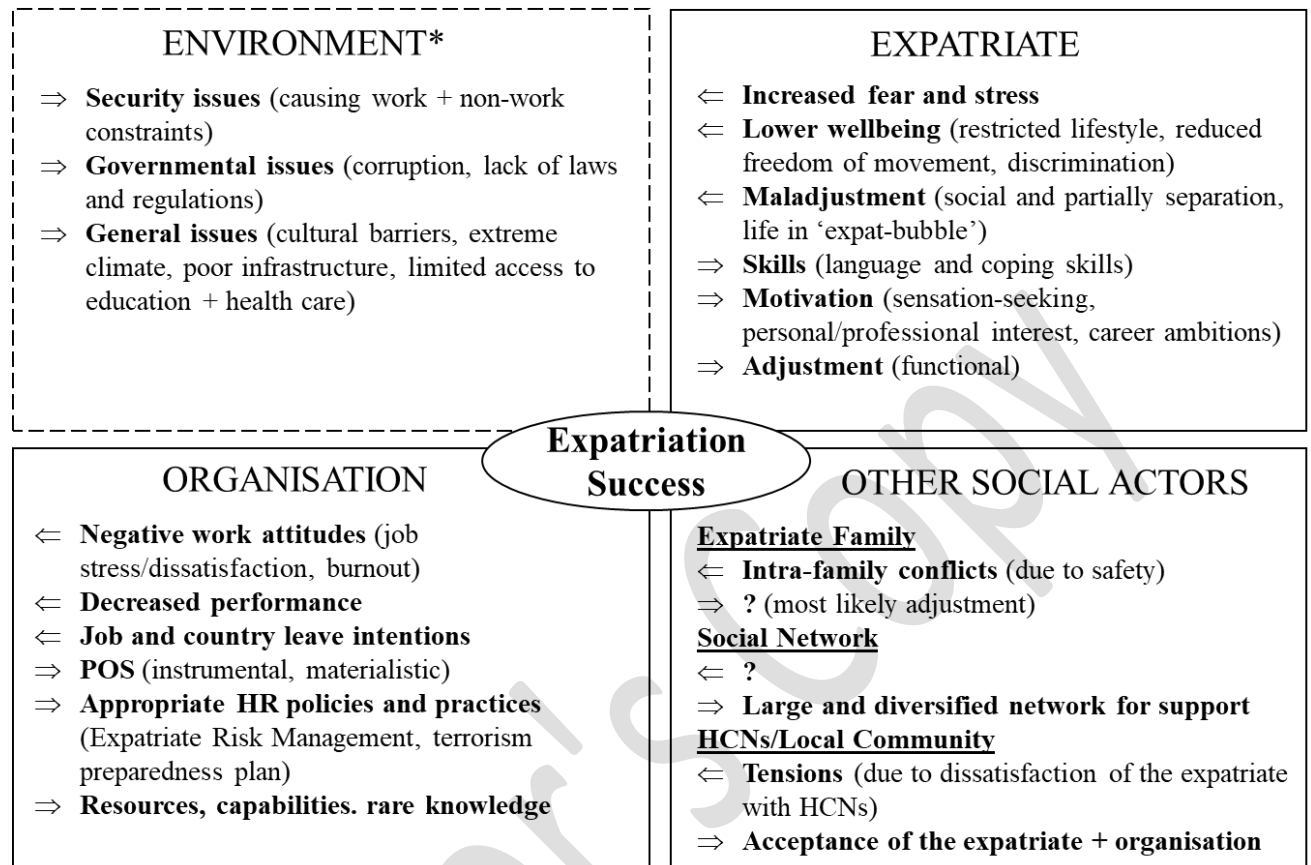 ENVIRONMENT*
⇒ Security issues (causing work + non-work
constraints)
⇒ Governmental issues (corruption, lack of laws
and regulations)
⇒ General issues (cultural barriers, extreme
climate, poor infrastructure, limited access to
education + health care)
EXPATRIATE
⇐ Increased fear and stress
⇐ Lower wellbeing (restricted lifestyle, reduced
freedom of movement, discrimination)
⇐ Maladjustment (social and partially separation,
life in ‘expat-bubble’)
⇒ Skills (language and coping skills)
⇒ Motivation (sensation-seeking,
personal/professional interest, career ambitions)
⇒ Adjustment (functional)
Expatriation
Success
ORGANISATION
⇐ Negative work attitudes (job
stress/dissatisfaction, burnout)
⇐ Decreased performance
⇐ Job and country leave intentions
⇒ POS (instrumental, materialistic)
⇒ Appropriate HR policies and practices
(Expatriate Risk Management, terrorism
preparedness plan)
⇒ Resources, capabilities. rare knowledge
OTHER SOCIAL ACTORS
Expatriate Family
⇐ Intra-family conflicts (due to safety)
⇒ ? (most likely adjustment)
Social Network
⇐ ?
⇒ Large and diversified network for support
HCNs/Local Community
⇐ Tensions (due to dissatisfaction of the expatriate
with HCNs)
⇒ Acceptance of the expatriate + organisation
r's Copy